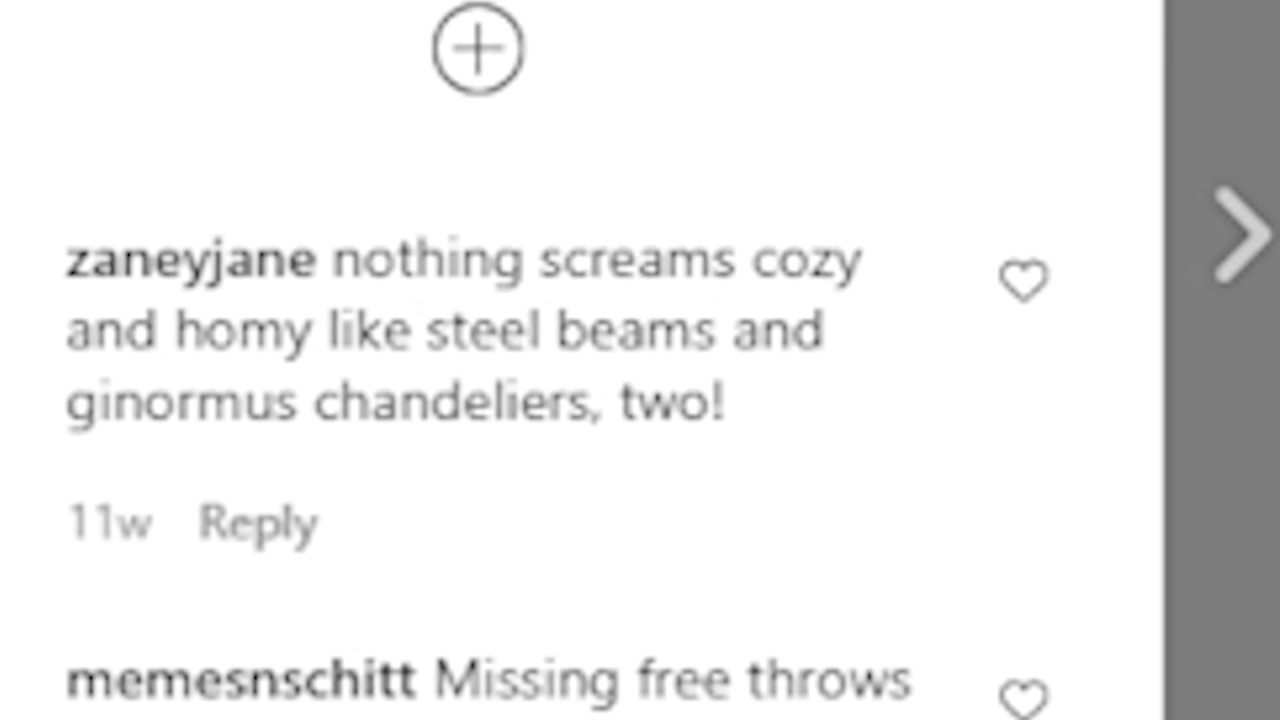 zaneyjane nothing screams cozy
and homy like steel beams and
ginormus chandeliers, two!
11w Reply
memesnschitt Missing free throws